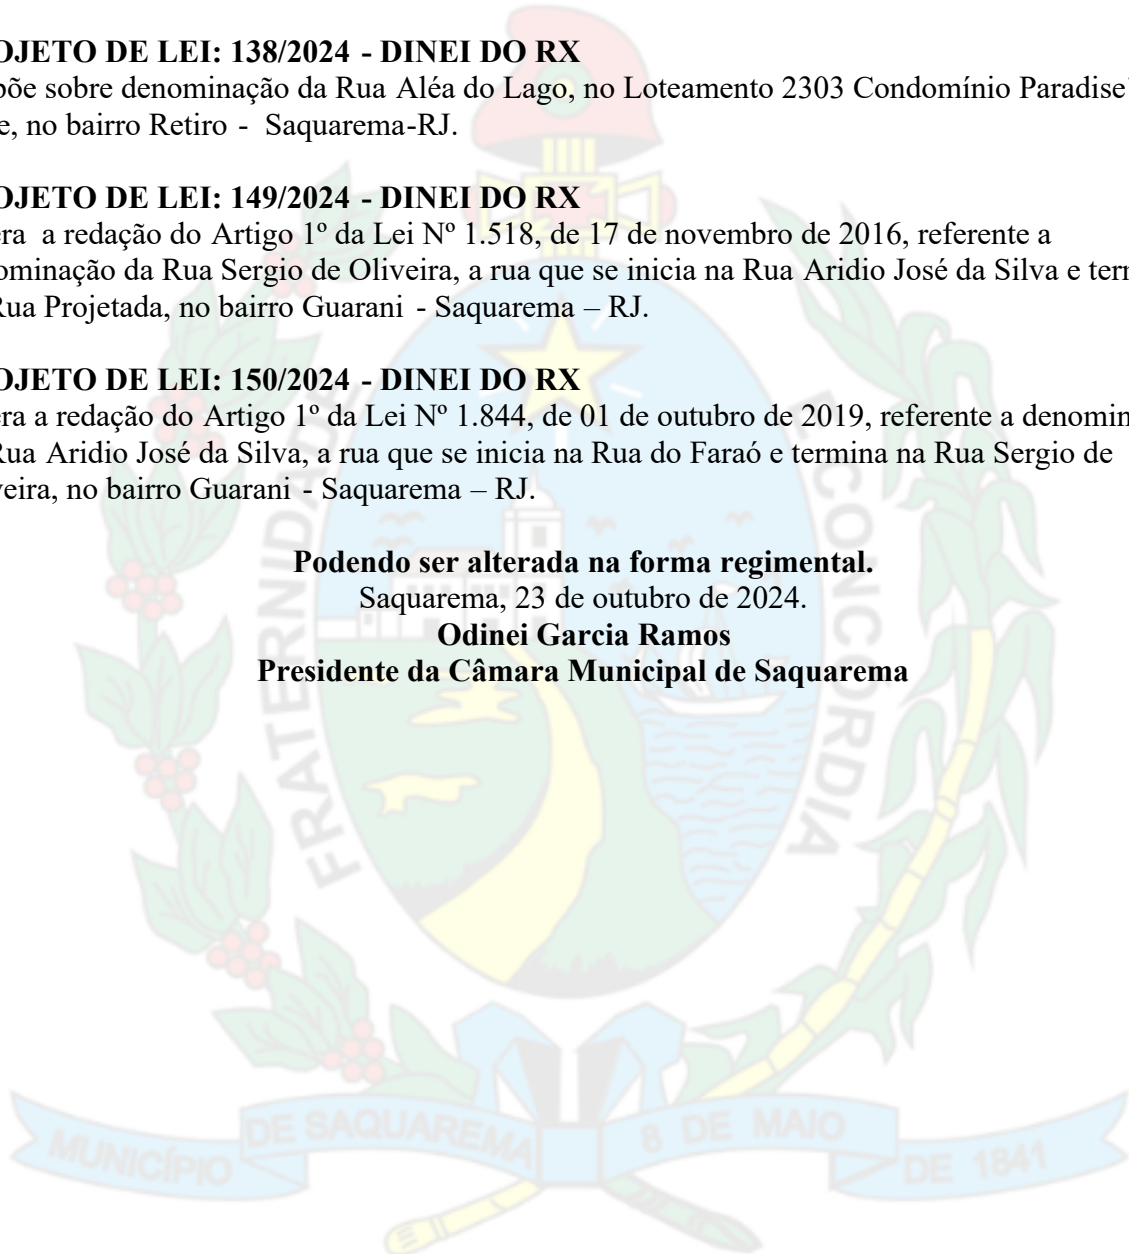 OJETO DE LEI: 138/2024 - DINEI DO RX
põe sobre denominação da Rua Aléa do Lago, no Loteamento 2303 Condomínio Paradise
e, no bairro Retiro - Saquarema-RJ.
OJETO DE LEI: 149/2024 - DINEI DO RX
era a redação do Artigo 1º da Lei Nº 1.518, de 17 de novembro de 2016, referente a
ominação da Rua Sergio de Oliveira, a rua que se inicia na Rua Aridio José da Silva e terr
Rua Projetada, no bairro Guarani - Saquarema – RJ.
OJETO DE LEI: 150/2024 - DINEI DO RX
era a redação do Artigo 1º da Lei Nº 1.844, de 01 de outubro de 2019, referente a denomin
Rua Aridio José da Silva, a rua que se inicia na Rua do Faraó e termina na Rua Sergio de
veira, no bairro Guarani - Saquarema – RJ.
Podendo ser alterada na forma regimental.
Saquarema, 23 de outubro de 2024.
Odinei Garcia Ramos
Presidente da Câmara Municipal de Saquarema
FRATERNIDADE E CONCORDIA
MUNICÍPIO DE SAQUAREMA 8 DE MAIO DE 1841